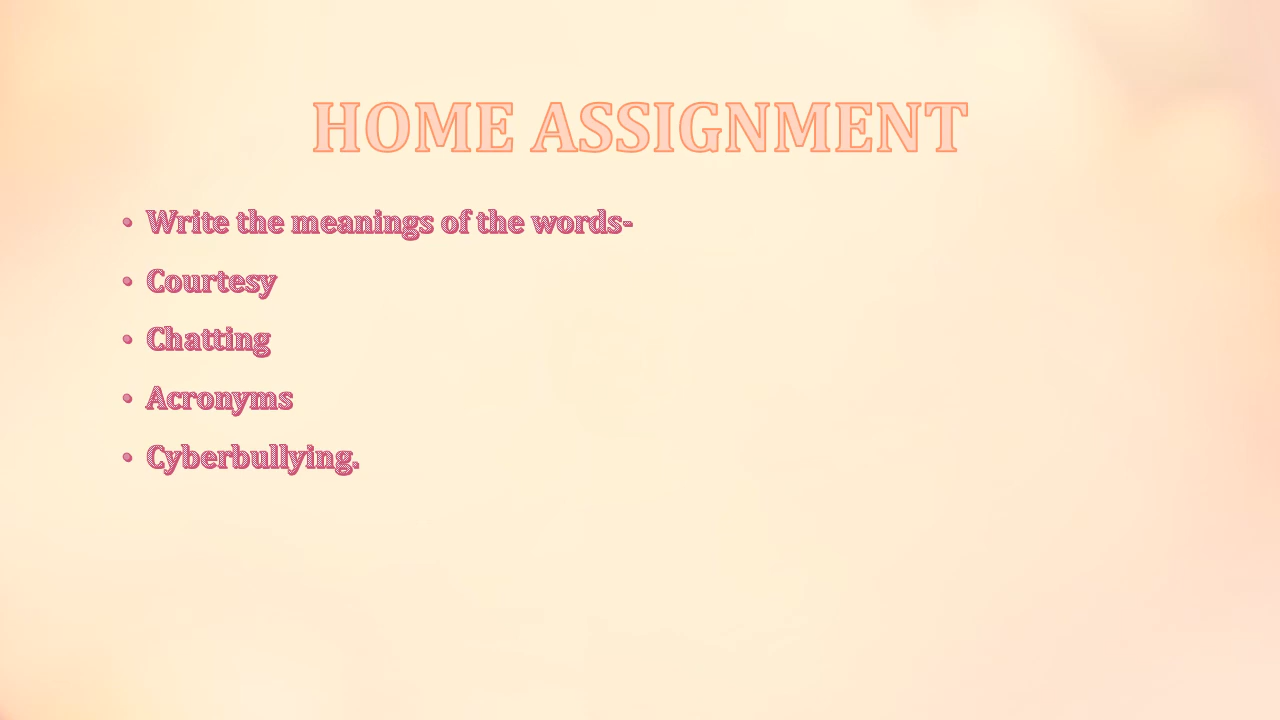 HOME ASSIGNMENT
• Write the meanings of the words-
• Courtesy
• Chatting
• Acronyms
• Cyberbullying.